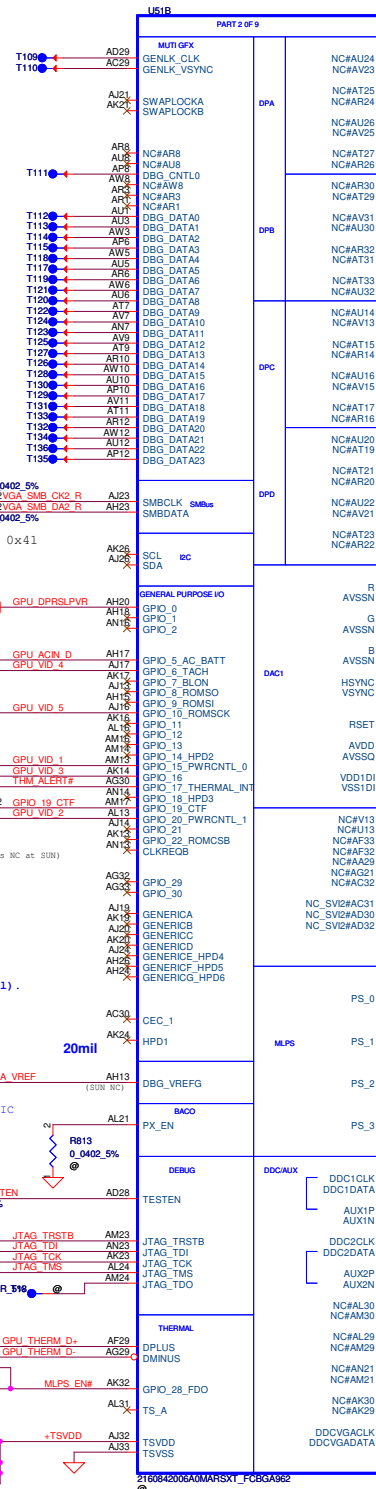 U51B
PART 2 0F 9
MUTI GFX
T109 AD29 GENLK_CLK NC#AU24
T110 AC29 GENLK_VSYNC NC#AV23
DPA
AJ21 SWAPLOCKA NC#AT25
AK21 SWAPLOCKB NC#AR24
NC#AU26
NC#AV25
AR8 NC#AR8 NC#AT27
AU8 NC#AU8 NC#AR26
T111 AP8 DBG_CNTL0
AW8 NC#AW8 NC#AR30
AR3 NC#AR3 NC#AT29
AR1 NC#AR1
T112 AU1 DBG_DATA0 NC#AV31
T113 AU3 DBG_DATA1 NC#AU30
T114 AW3 DBG_DATA2 DPB
T115 AP6 DBG_DATA3 NC#AR32
T118 AW5 DBG_DATA4 NC#AT31
T117 AU5 DBG_DATA5
T119 AR6 DBG_DATA6 NC#AT33
T121 AW6 DBG_DATA7 NC#AU32
T120 AU6 DBG_DATA8
T122 AT7 DBG_DATA9 NC#AU14
T124 AV7 DBG_DATA10 NC#AV13
T123 AN7 DBG_DATA11
T125 AV9 DBG_DATA12 NC#AT15
T127 AT9 DBG_DATA13 NC#AR14
T126 AR10 DBG_DATA14 DPC
T128 AW10 DBG_DATA15 NC#AU16
T130 AU10 DBG_DATA16 NC#AV15
T129 AP10 DBG_DATA17
T131 AV11 DBG_DATA18 NC#AT17
T133 AT11 DBG_DATA19 NC#AR16
T132 AR12 DBG_DATA20
T134 AW12 DBG_DATA21 NC#AU20
T136 AU12 DBG_DATA22 NC#AT19
T135 AP12 DBG_DATA23
NC#AT21
NC#AR20
0402_5%
VGA_SMB_CK2_R AJ23 SMBCLK SMBus DPD NC#AU22
VGA_SMB_DA2_R AH23 SMBDATA NC#AV21
0402_5%
0x41
NC#AT23
NC#AR22
AK26 SCL I2C
AJ26 SDA
GENERAL PURPOSE I/O R
GPU_DPRSLPVR AH20 GPIO_0 AVSSN
AH18 GPIO_1
AN16 GPIO_2 G
AVSSN
GPU_ACIN_D AH17 GPIO_5_AC_BATT B
GPU_VID_4 AJ17 GPIO_6_TACH AVSSN
AK17 GPIO_7_BLON DAC1
AJ13 GPIO_8_ROMSO HSYNC
AH15 GPIO_9_ROMSI VSYNC
GPU_VID_5 AJ16 GPIO_10_ROMSCK
AK16 GPIO_11
AL16 GPIO_12 RSET
AM16 GPIO_13
AM14 GPIO_14_HPD2 AVDD
GPU_VID_1 AM13 GPIO_15_PWRCNTL_0 AVSSQ
GPU_VID_3 AK14 GPIO_16
THM_ALERT# AG30 GPIO_17_THERMAL_INT VDD1DI
AN14 GPIO_18_HPD3 VSS1DI
GPIO_19_CTF AM17 GPIO_19_CTF
GPU_VID_2 AL13 GPIO_20_PWRCNTL_1
AJ14 GPIO_21 NC#V13
AK13 GPIO_22_ROMCSB NC#U13
AN13 CLKREQB NC#AF33
s NC at SUN) NC#AF32
NC#AA29
AG32 GPIO_29 NC#AG21
AG33 GPIO_30 NC#AC32
AJ19 GENERICA NC_SVI2#AC31
AK19 GENERICB NC_SVI2#AD30
AJ20 GENERICC NC_SVI2#AD32
AK20 GENERICD
AJ24 GENERICE_HPD4
AH26 GENERICF_HPD5
AH24 GENERICG_HPD6
1).
PS_0
AC30 CEC_1
20mil AK24 HPD1 MLPS PS_1
A_VREF AH13 DBG_VREFG PS_2
(SUN NC)
IC
BACO
AL21 PX_EN PS_3
2
R813
0_0402_5%
@
1
DEBUG DDC/AUX
DDC1CLK
DDC1DATA
TEN AD28 TESTEN
AUX1P
AUX1N
JTAG_TRSTB AM23 JTAG_TRSTB DDC2CLK
JTAG_TDI AN23 JTAG_TDI DDC2DATA
JTAG_TCK AK23 JTAG_TCK
JTAG_TMS AL24 JTAG_TMS AUX2P
@ AM24 JTAG_TDO AUX2N
NC#AL30
NC#AM30
THERMAL
GPU_THERM_D+ AF29 DPLUS NC#AL29
GPU_THERM_D- AG29 DMINUS NC#AM29
NC#AN21
NC#AM21
MLPS_EN# AK32 GPIO_28_FDO
AL31 TS_A NC#AK30
NC#AK29
+TSVDD AJ32 TSVDD DDCVGACLK
AJ33 TSVSS DDCVGADATA
2160842006A0MARSXT_FCBGA962
@